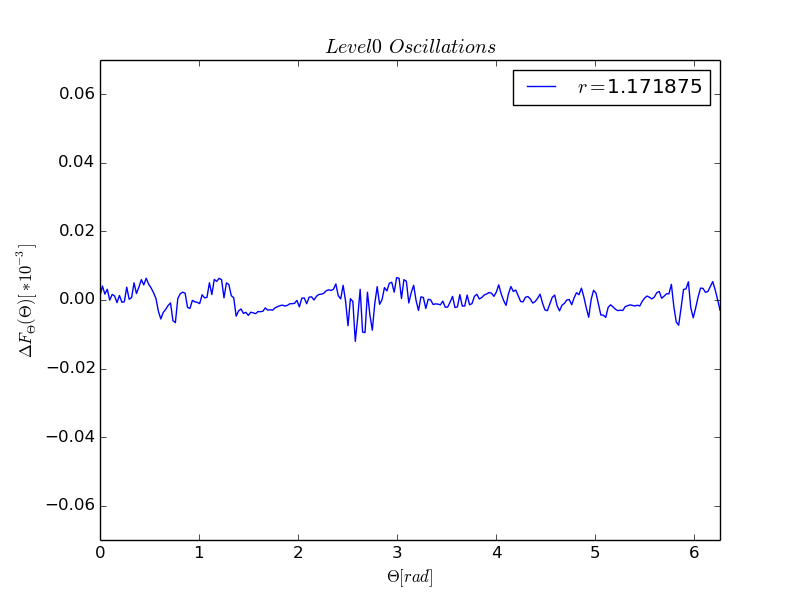 Level0 Oscillations
r=1.171875
0.06
0.04
0.02
0.00
−0.02
−0.04
−0.06
ΔF_Θ(Θ)[∗10^{−3}]
0 1 2 3 4 5 6
Θ[rad]